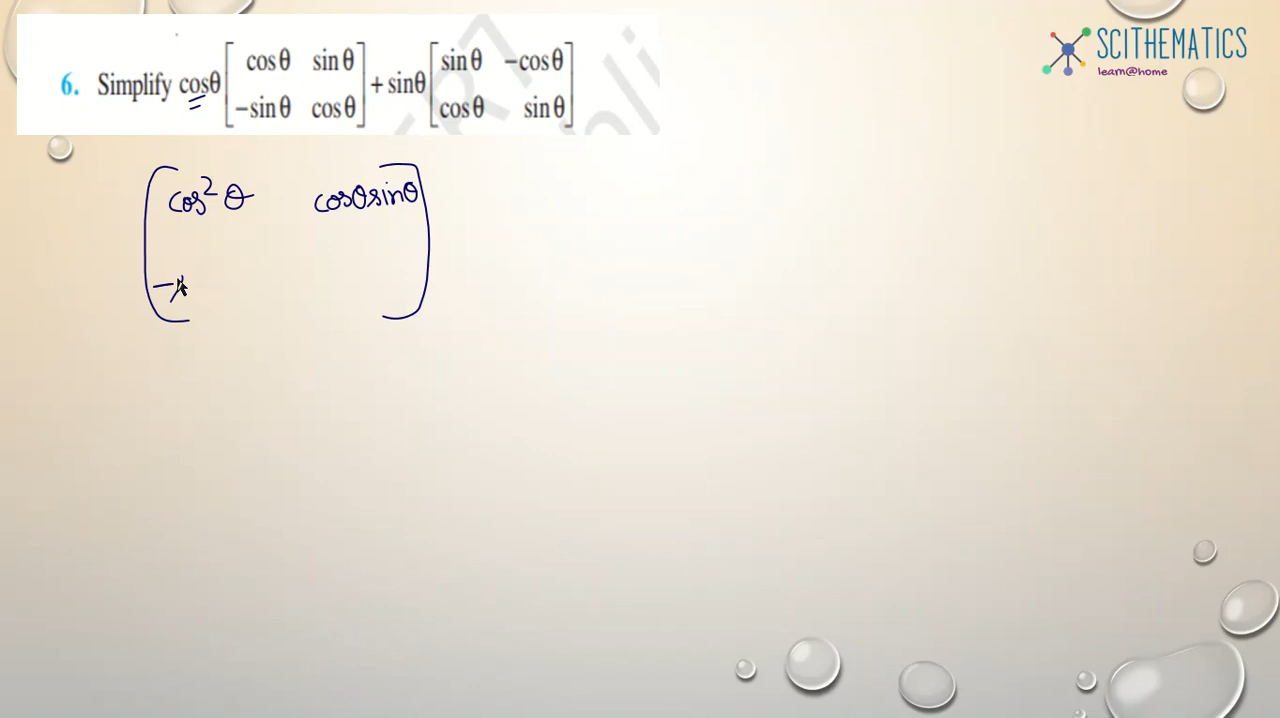 SCITHEMATICS
learn@home
6. Simplify cosθ [cosθ sinθ
-sinθ cosθ] + sinθ [sinθ -cosθ
cosθ sinθ]
cos²θ cosθsinθ
-